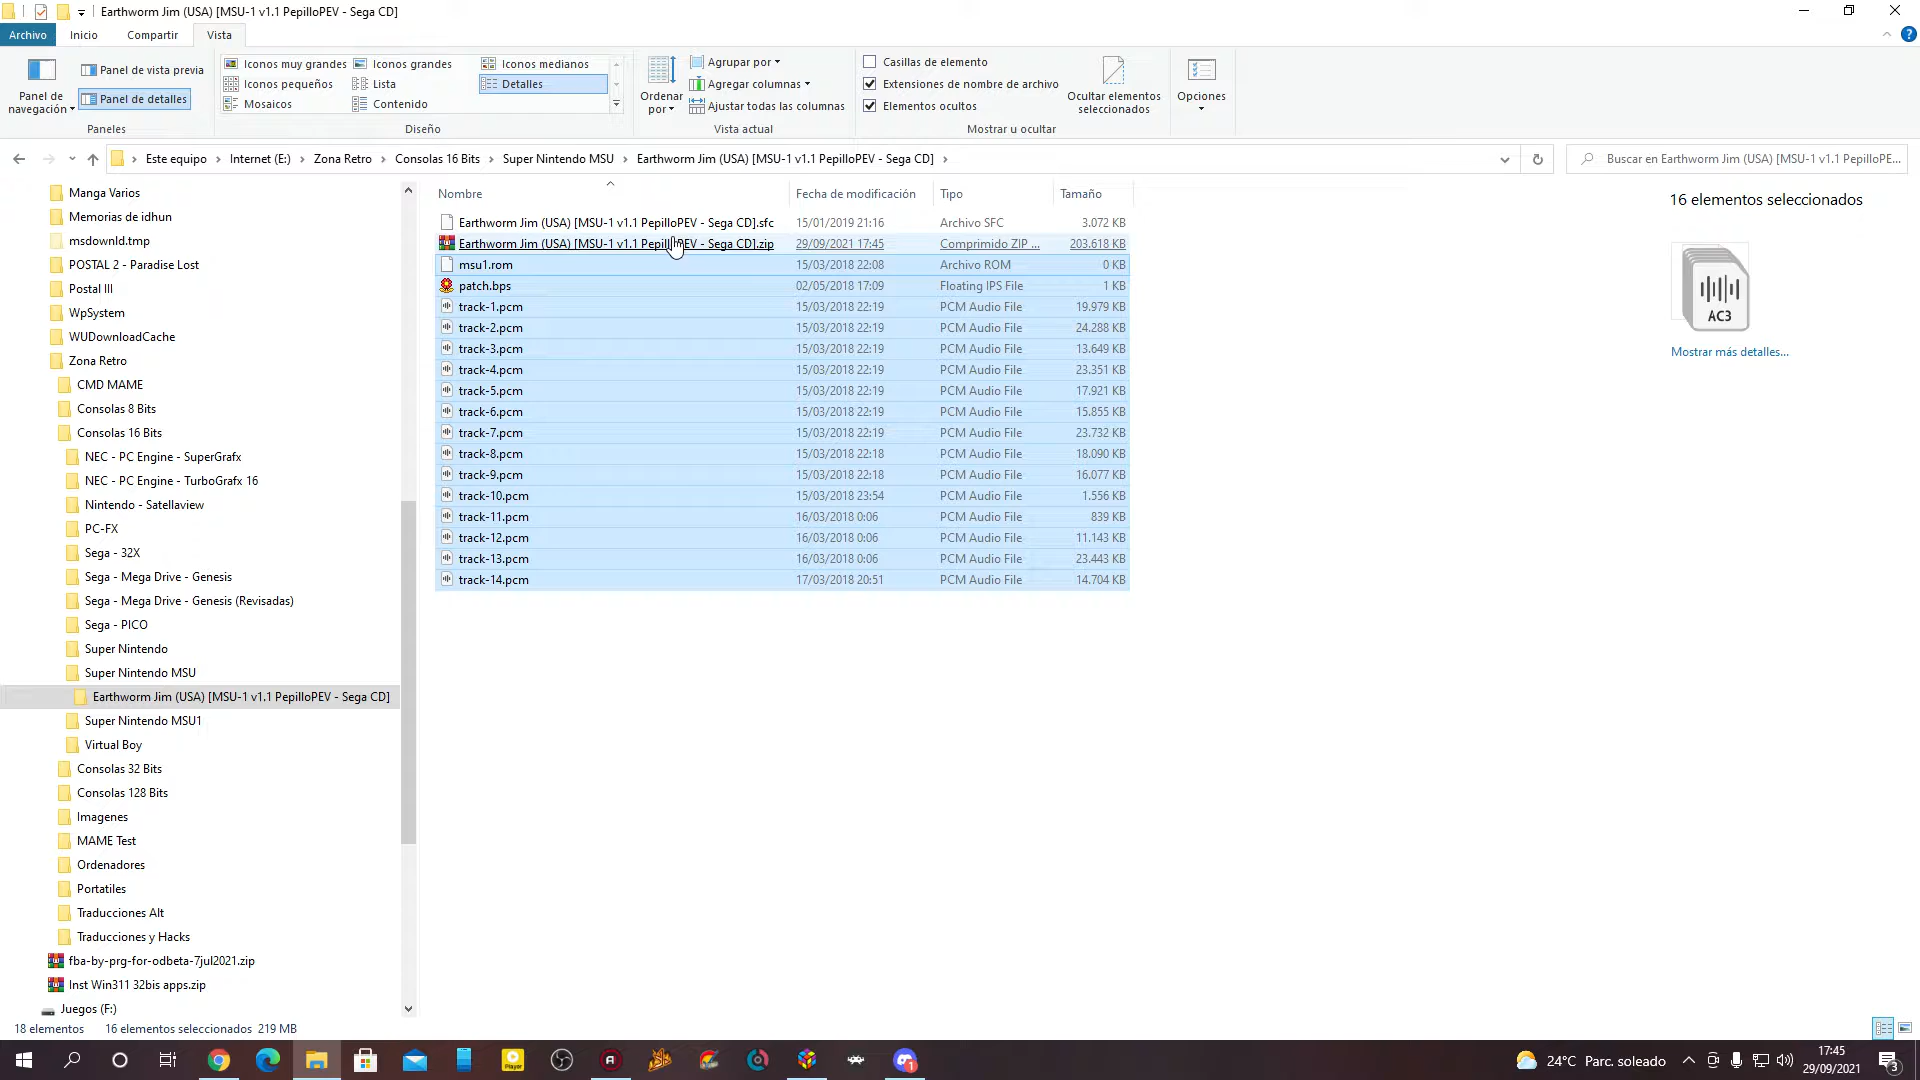 Earthworm Jim (USA) [MSU-1 v1.1 PepilloPEV - Sega CD]
Archivo Inicio Compartir Vista
Panel de navegación
Panel de vista previa
Panel de detalles
Paneles
Iconos muy grandes Iconos grandes Iconos medianos
Iconos pequeños Lista Detalles
Mosaicos Contenido
Diseño
Ordenar por
Agrupar por
Agregar columnas
Ajustar todas las columnas
Vista actual
Casillas de elemento
Extensiones de nombre de archivo
Elementos ocultos
Ocultar elementos seleccionados
Mostrar u ocultar
Opciones
Este equipo Internet (E:) Zona Retro Consolas 16 Bits Super Nintendo MSU Earthworm Jim (USA) [MSU-1 v1.1 PepilloPEV - Sega CD]
Buscar en Earthworm Jim (USA) [MSU-1 v1.1 PepilloPE...
Manga Varios
Memorias de idhun
msdownld.tmp
POSTAL 2 - Paradise Lost
Postal III
WpSystem
WUDownloadCache
Zona Retro
CMD MAME
Consolas 8 Bits
Consolas 16 Bits
NEC - PC Engine - SuperGrafx
NEC - PC Engine - TurboGrafx 16
Nintendo - Satellaview
PC-FX
Sega - 32X
Sega - Mega Drive - Genesis
Sega - Mega Drive - Genesis (Revisadas)
Sega - PICO
Super Nintendo
Super Nintendo MSU
Earthworm Jim (USA) [MSU-1 v1.1 PepilloPEV - Sega CD]
Super Nintendo MSU1
Virtual Boy
Consolas 32 Bits
Consolas 128 Bits
Imagenes
MAME Test
Ordenadores
Portatiles
Traducciones Alt
Traducciones y Hacks
fba-by-prg-for-odbeta-7jul2021.zip
Inst Win311 32bis apps.zip
Juegos (F:)
Nombre Fecha de modificación Tipo Tamaño
Earthworm Jim (USA) [MSU-1 v1.1 PepilloPEV - Sega CD].sfc 15/01/2019 21:16 Archivo SFC 3.072 KB
Earthworm Jim (USA) [MSU-1 v1.1 PepilloPEV - Sega CD].zip 29/09/2021 17:45 Comprimido ZIP ... 203.618 KB
msu1.rom 15/03/2018 22:08 Archivo ROM 0 KB
patch.bps 02/05/2018 17:09 Floating IPS File 1 KB
track-1.pcm 15/03/2018 22:19 PCM Audio File 19.979 KB
track-2.pcm 15/03/2018 22:19 PCM Audio File 24.288 KB
track-3.pcm 15/03/2018 22:19 PCM Audio File 13.649 KB
track-4.pcm 15/03/2018 22:19 PCM Audio File 23.351 KB
track-5.pcm 15/03/2018 22:19 PCM Audio File 17.921 KB
track-6.pcm 15/03/2018 22:19 PCM Audio File 15.855 KB
track-7.pcm 15/03/2018 22:19 PCM Audio File 23.732 KB
track-8.pcm 15/03/2018 22:18 PCM Audio File 18.090 KB
track-9.pcm 15/03/2018 22:18 PCM Audio File 16.077 KB
track-10.pcm 15/03/2018 23:54 PCM Audio File 1.556 KB
track-11.pcm 16/03/2018 0:06 PCM Audio File 839 KB
track-12.pcm 16/03/2018 0:06 PCM Audio File 11.143 KB
track-13.pcm 16/03/2018 0:06 PCM Audio File 23.443 KB
track-14.pcm 17/03/2018 20:51 PCM Audio File 14.704 KB
16 elementos seleccionados
AC3
Mostrar más detalles...
18 elementos 16 elementos seleccionados 219 MB
Player
24°C Parc. soleado
17:45
29/09/2021
3